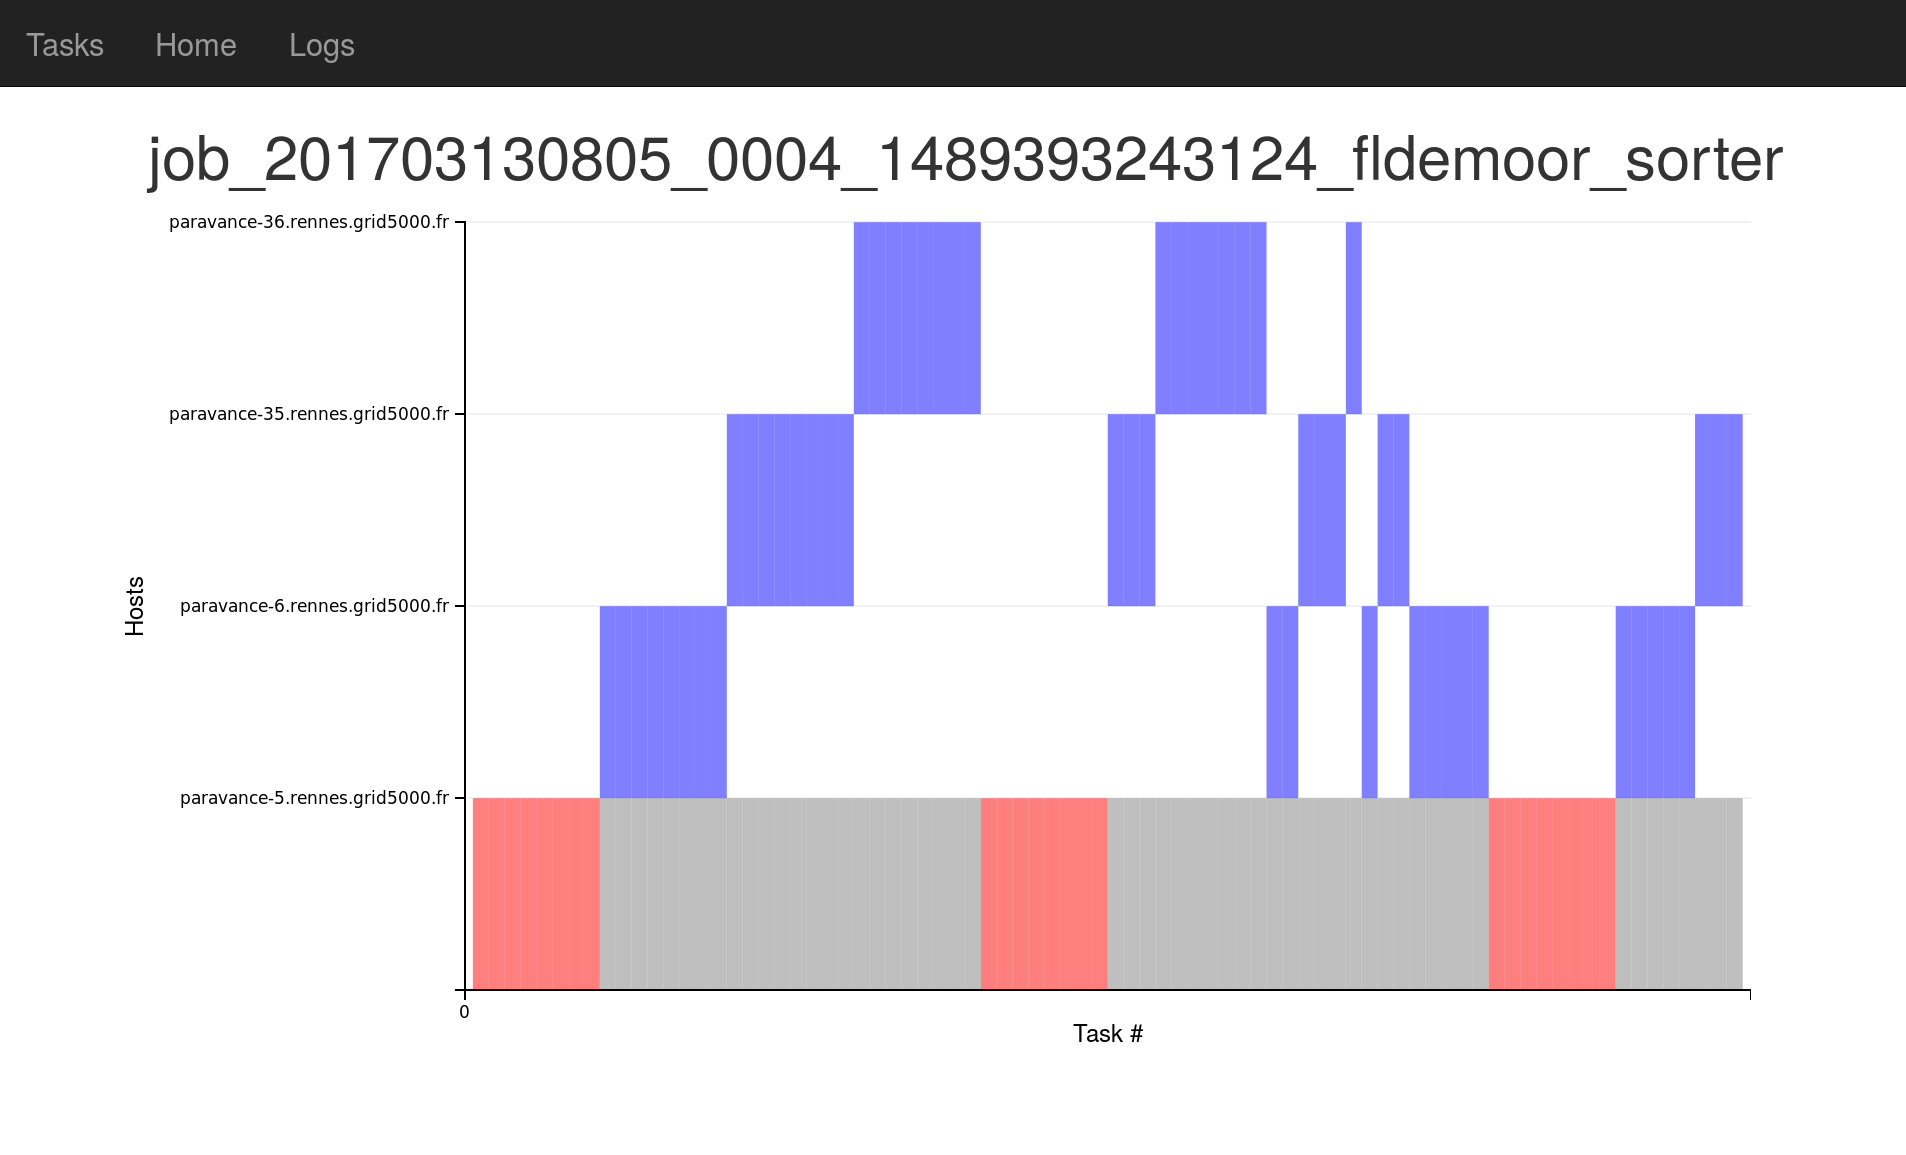 Tasks Home Logs
job_201703130805_0004_1489393243124_fldemoor_sorter
paravance-36.rennes.grid5000.fr
paravance-35.rennes.grid5000.fr
Hosts
paravance-6.rennes.grid5000.fr
paravance-5.rennes.grid5000.fr
0
Task #